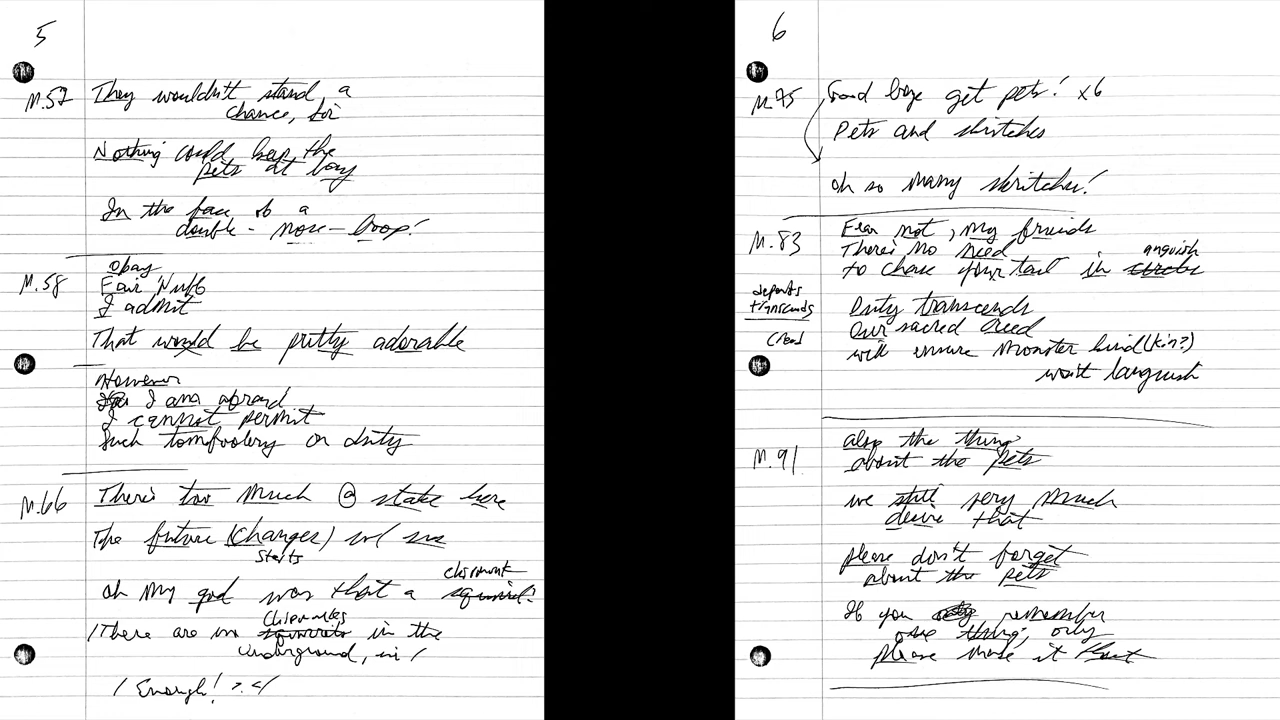 5
M.57 They wouldn't stand a
chance, sir
Nothing could keep the
pets at bay
In the face of a
double-nose-boop!
M.58 okay
Fair Nuff
I admit
That would be pretty adorable
However
I am afraid
I cannot permit
Such tomfoolery on duty
M.66 There's too much @ stake here
The future (changes) w/ us
starts
chipmunk
oh my god was that a squirrel?
Chipmunks
/There are no squirrels in the
underground, sir/
/Enough! >.</
6
M.75 Good boys get pets! x6
Pets and skritches
oh so many skritches!
M.83 Fear not, my friends
There's no need
anguish
to chase your tail in circles
departs
transcends
creed
Duty transcends
Our sacred creed
will ensure Monster kind (kin?)
won't languish
M.91 also the thing
about the pets
we still very much
desire that
please don't forget
about the pets
If you remember
one thing, only
please make it that